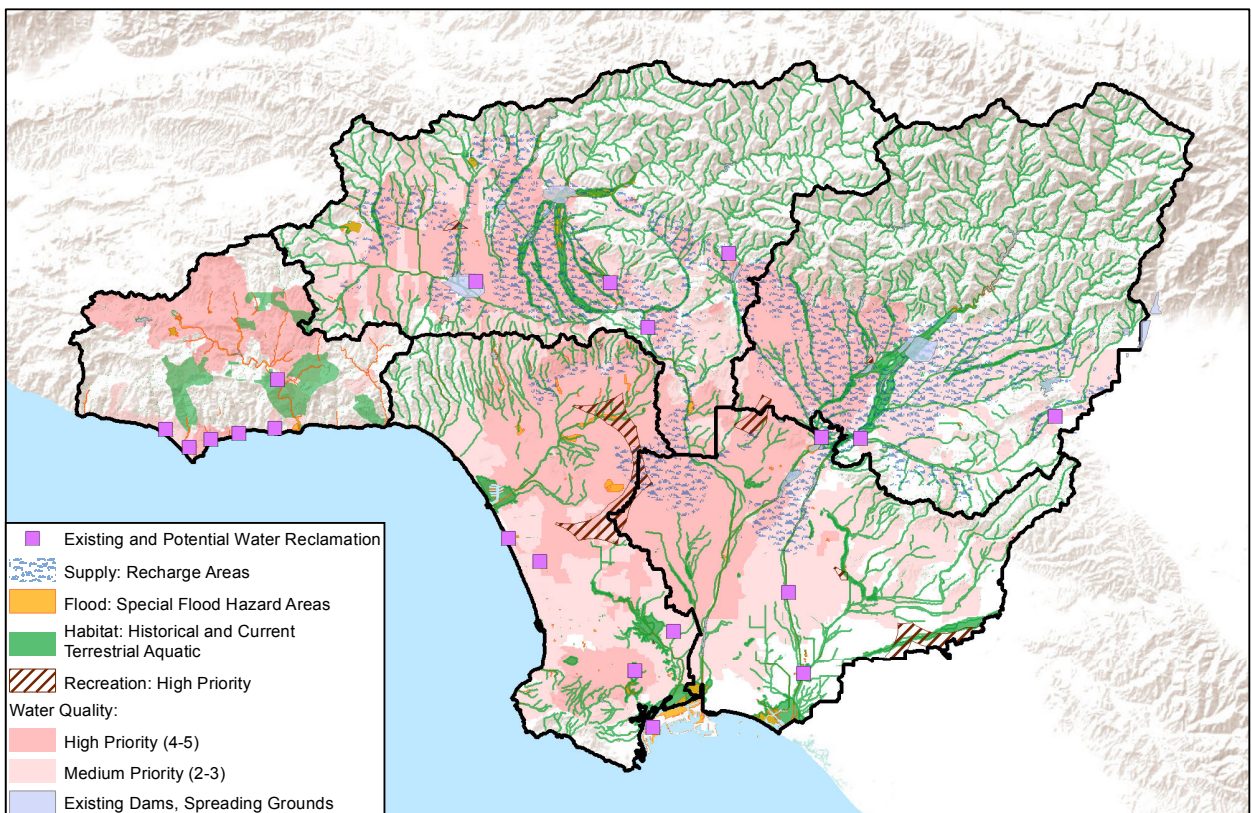 Existing and Potential Water Reclamation
Supply: Recharge Areas
Flood: Special Flood Hazard Areas
Habitat: Historical and Current
Terrestrial Aquatic
Recreation: High Priority
Water Quality:
High Priority (4-5)
Medium Priority (2-3)
Existing Dams, Spreading Grounds